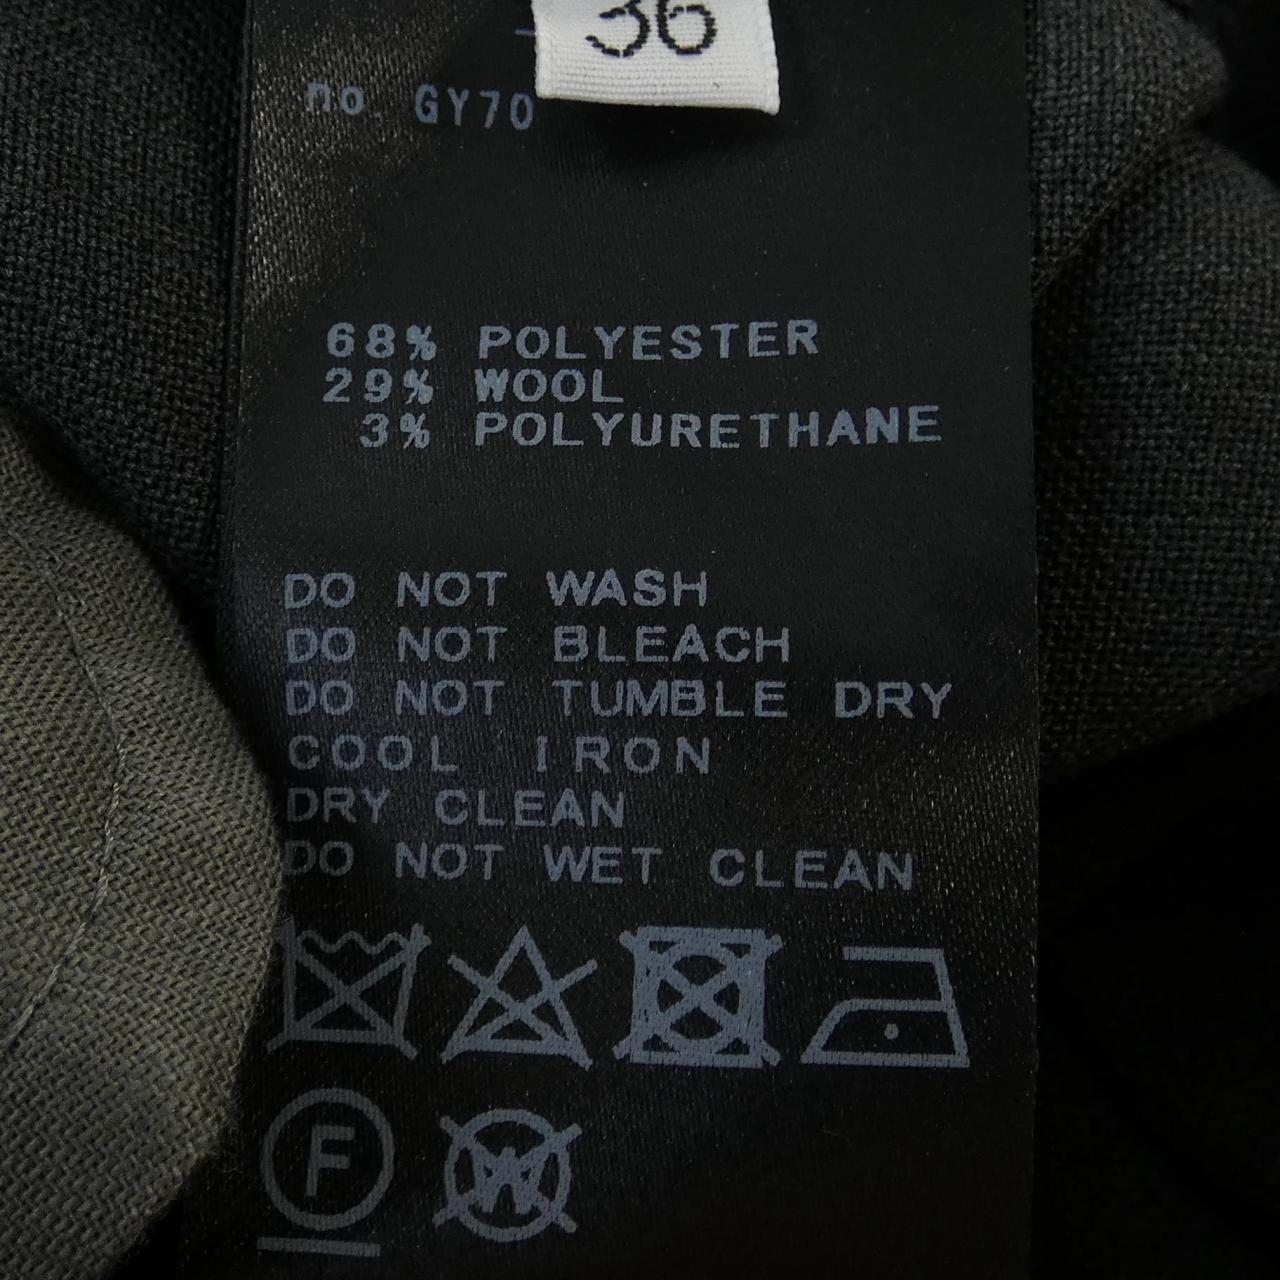 36
no GY70
68% POLYESTER
29% WOOL
3% POLYURETHANE
DO NOT WASH
DO NOT BLEACH
DO NOT TUMBLE DRY
COOL IRON
DRY CLEAN
DO NOT WET CLEAN
F W